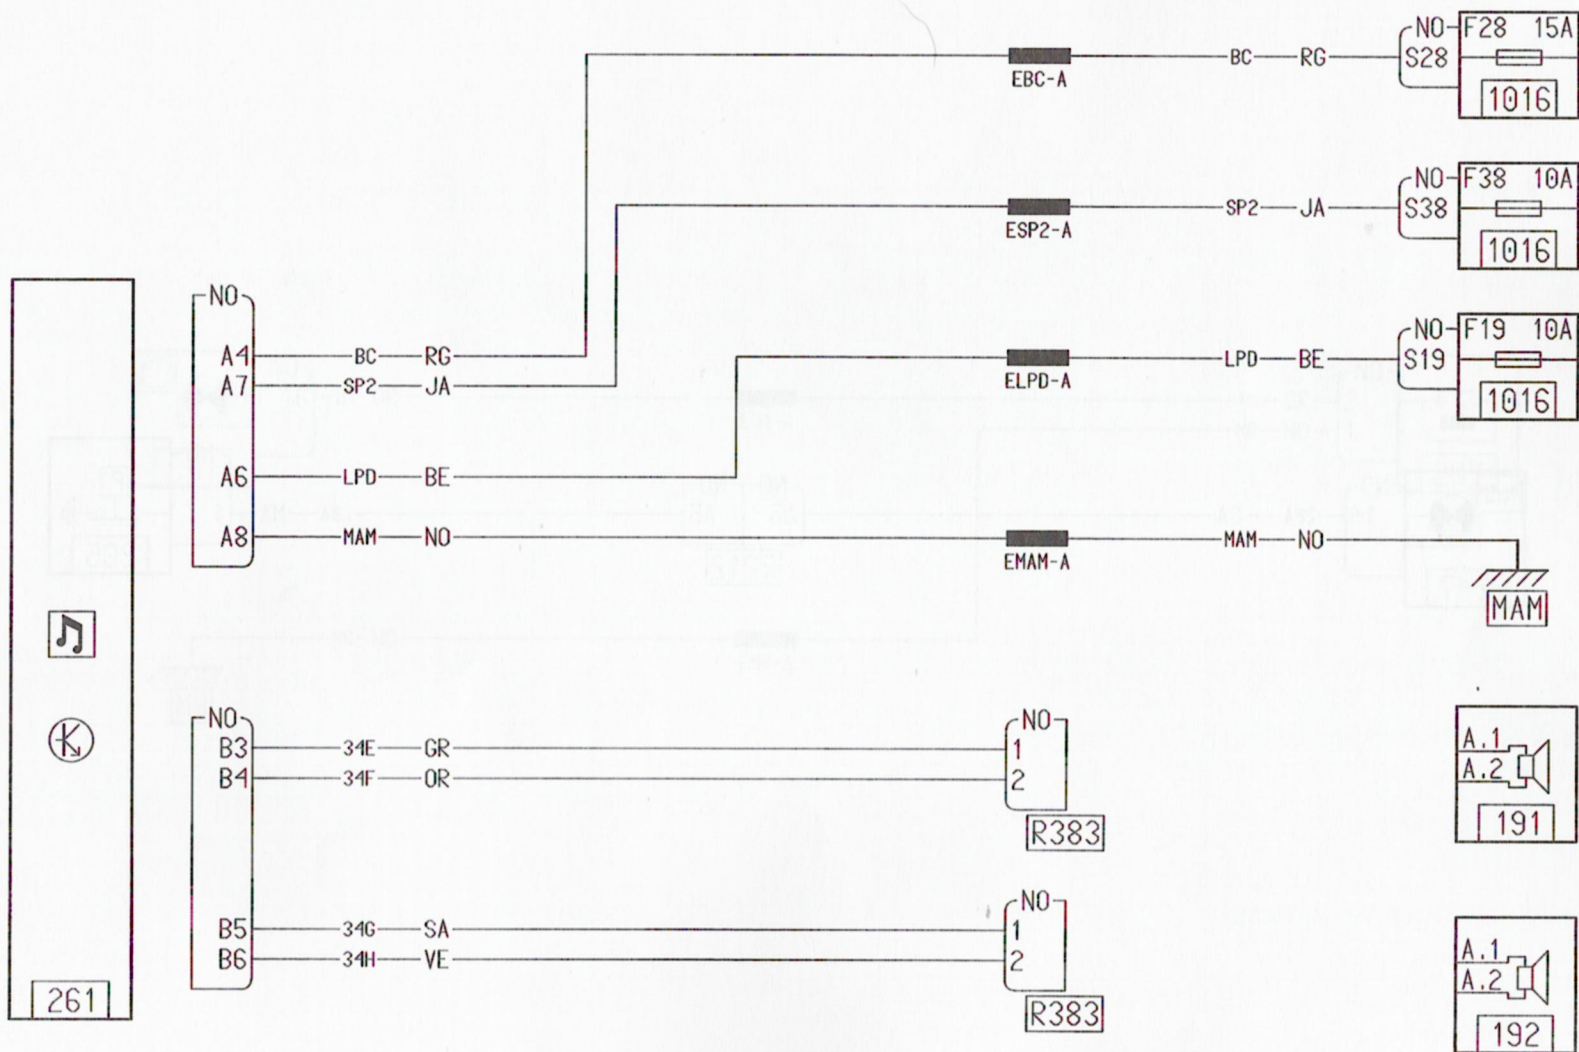 NO F28 15A
BC RG S28
EBC-A
1016
NO F38 10A
SP2 JA S38
ESP2-A
1016
NO
NO F19 10A
A4 BC RG
LPD BE S19
A7 SP2 JA
ELPD-A
1016
A6 LPD BE
A8 MAM NO
MAM NO
EMAM-A
MAM
NO
NO
B3 34E GR 1
A.1
B4 34F OR 2
A.2
R383
191
NO
B5 34G SA 1
A.1
B6 34H VE 2
A.2
261
R383
192